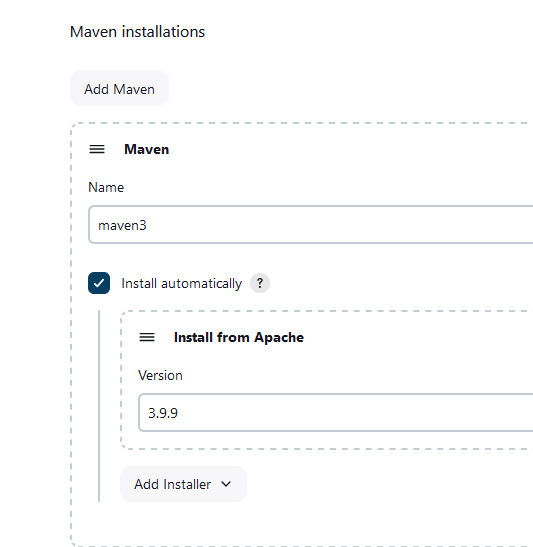 Maven installations
Add Maven
Maven
Name
maven3
Install automatically ?
Install from Apache
Version
3.9.9
Add Installer